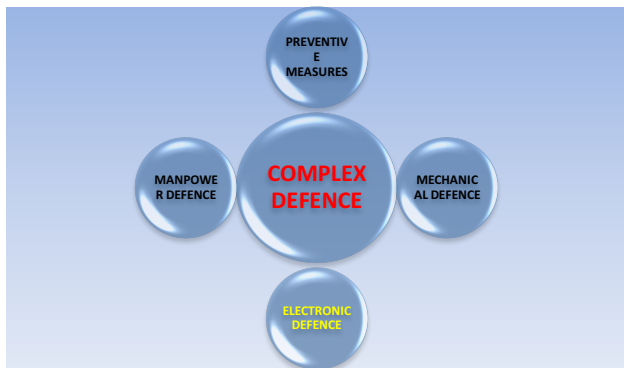 PREVENTIV
E
MEASURES
MANPOWE
R DEFENCE
COMPLEX
DEFENCE
MECHANIC
AL DEFENCE
ELECTRONIC
DEFENCE